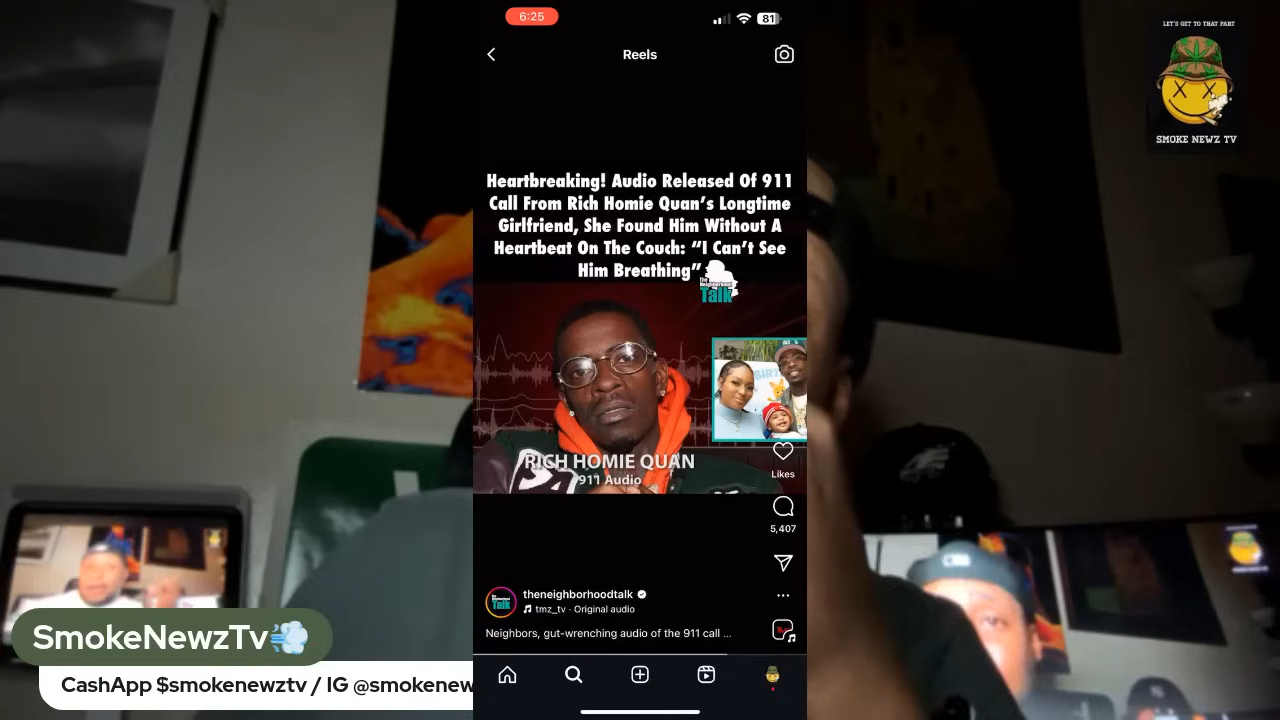 6:25
81
Reels
LET'S GET TO THAT PART
SMOKE NEWZ TV
Heartbreaking! Audio Released Of 911
Call From Rich Homie Quan's Longtime
Girlfriend, She Found Him Without A
Heartbeat On The Couch: “I Can't See
Him Breathing”
The
Neighborhood
Talk
BIRT
RICH HOMIE QUAN
911 Audio
Likes
5,407
theneighborhoodtalk
tmz_tv · Original audio
Neighbors, gut-wrenching audio of the 911 call ...
SmokeNewzTv💨
CashApp $smokenewztv / IG @smokenew